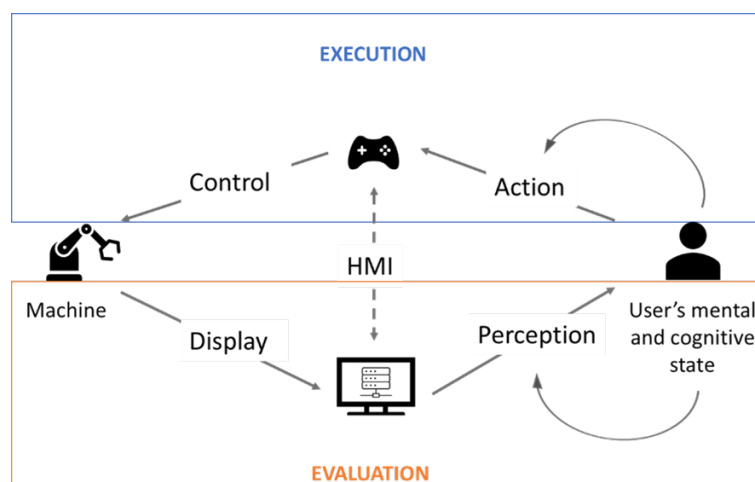 EXECUTION
Control
Action
HMI
Machine
Display
Perception
User's mental
and cognitive
state
EVALUATION